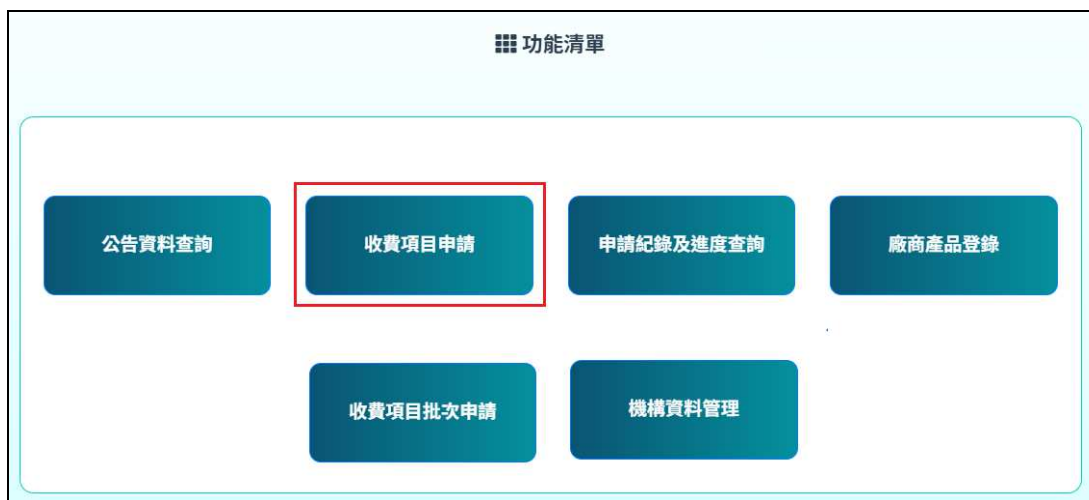 功能清單
公告資料查詢
收費項目申請
申請紀錄及進度查詢
廠商產品登錄
收費項目批次申請
機構資料管理